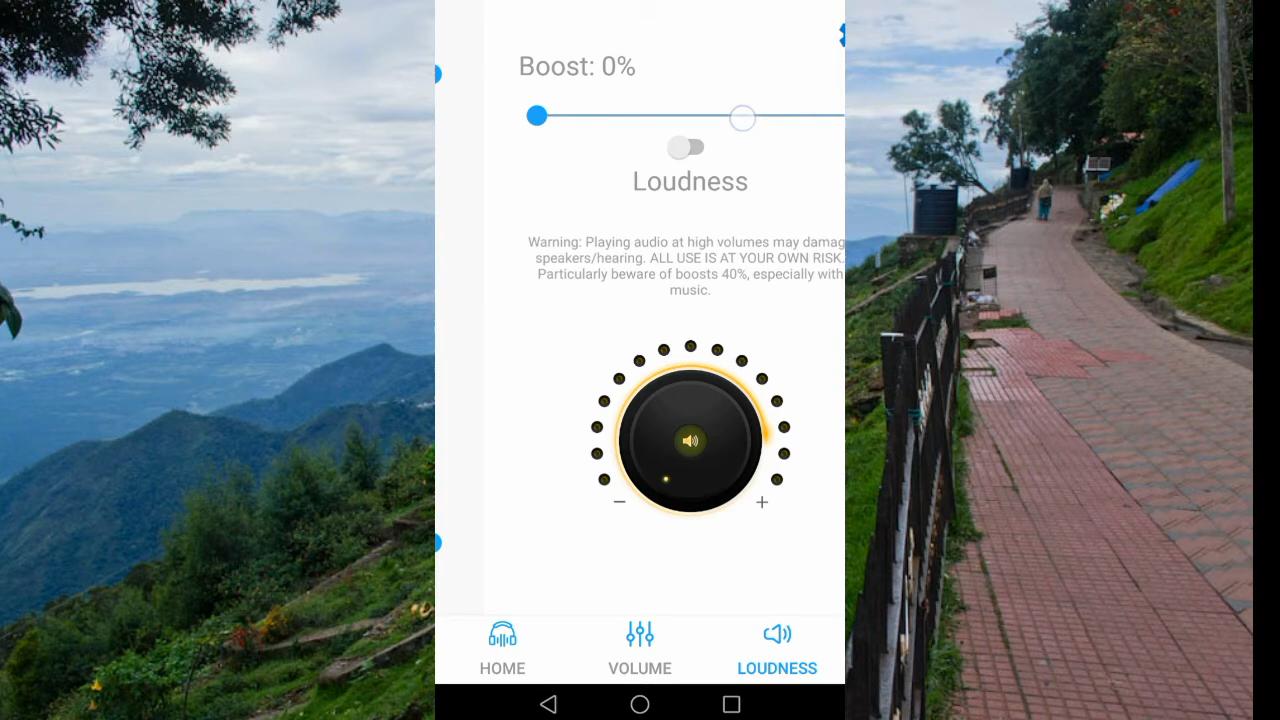 Boost: 0%
Loudness
Warning: Playing audio at high volumes may damag
speakers/hearing. ALL USE IS AT YOUR OWN RISK.
Particularly beware of boosts 40%, especially with
music.
− +
HOME VOLUME LOUDNESS